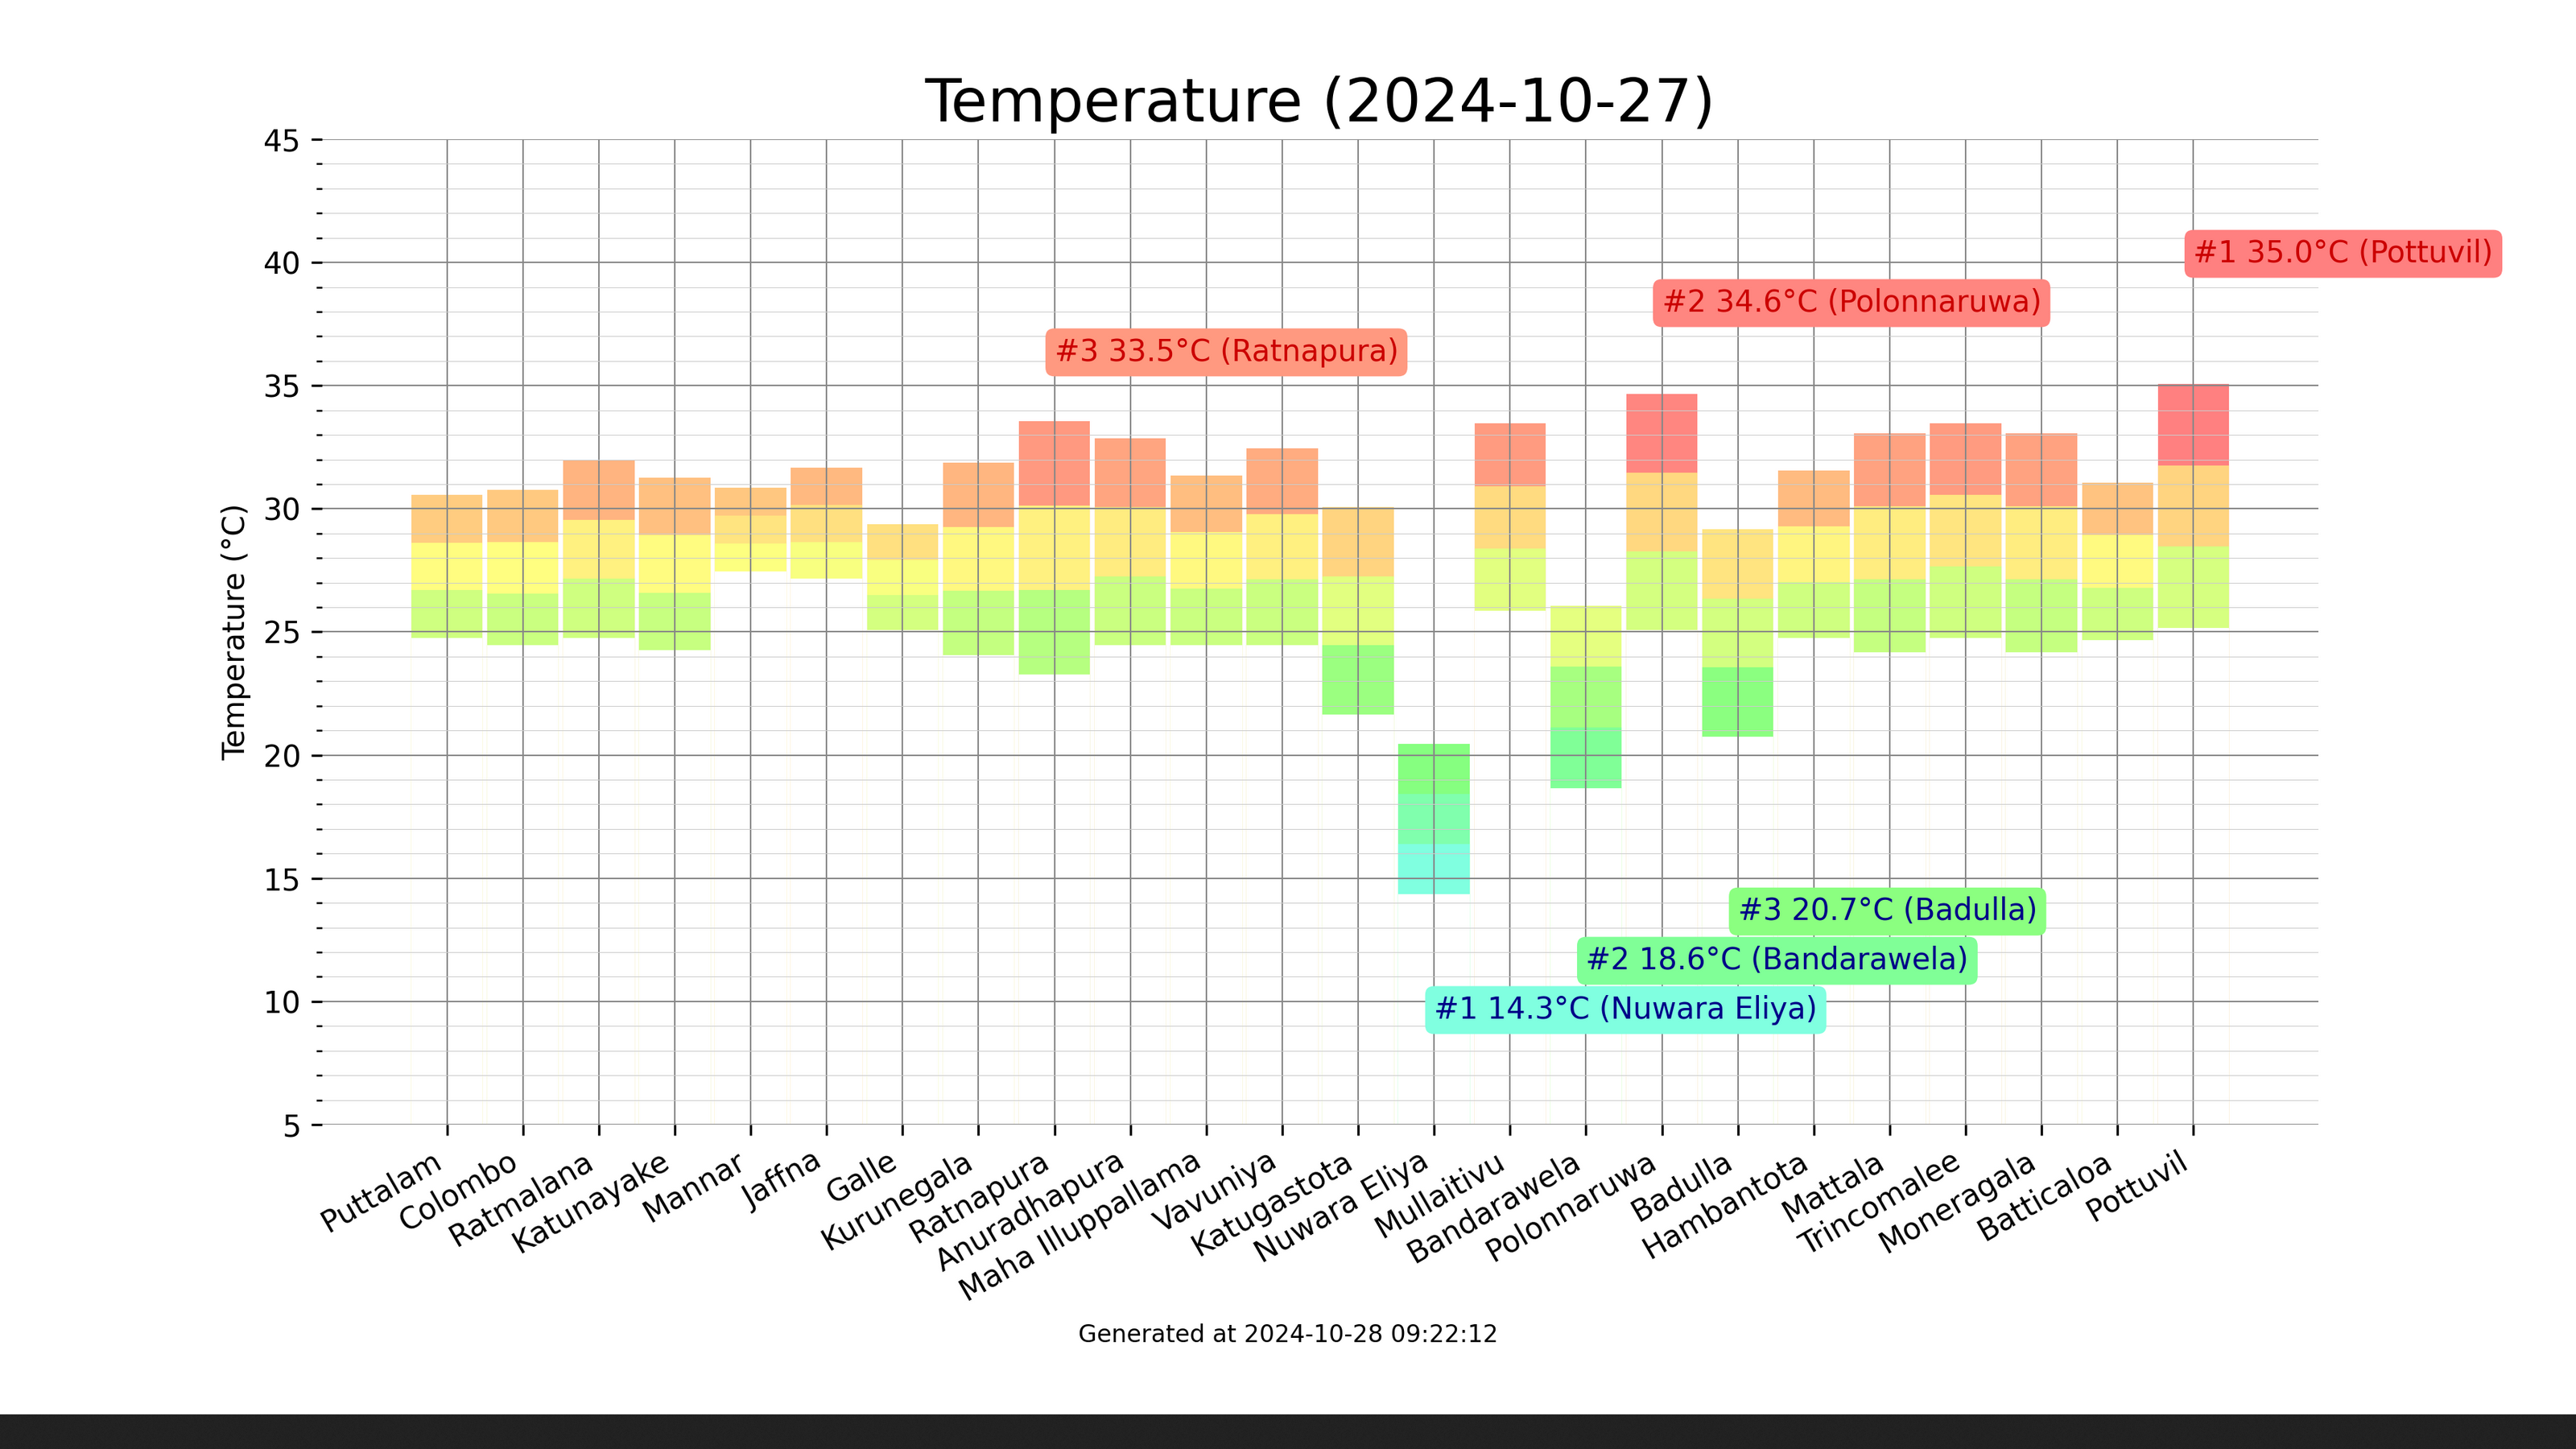 Temperature (2024-10-27)
45
40
35
30
25
20
15
10
5
Temperature (°C)
#1 35.0°C (Pottuvil)
#2 34.6°C (Polonnaruwa)
#3 33.5°C (Ratnapura)
#3 20.7°C (Badulla)
#2 18.6°C (Bandarawela)
#1 14.3°C (Nuwara Eliya)
Puttalam
Colombo
Ratmalana
Katunayake
Mannar
Jaffna
Galle
Kurunegala
Ratnapura
Anuradhapura
Maha Illuppallama
Vavuniya
Katugastota
Nuwara Eliya
Mullaitivu
Bandarawela
Polonnaruwa
Badulla
Hambantota
Mattala
Trincomalee
Moneragala
Batticaloa
Pottuvil
Generated at 2024-10-28 09:22:12